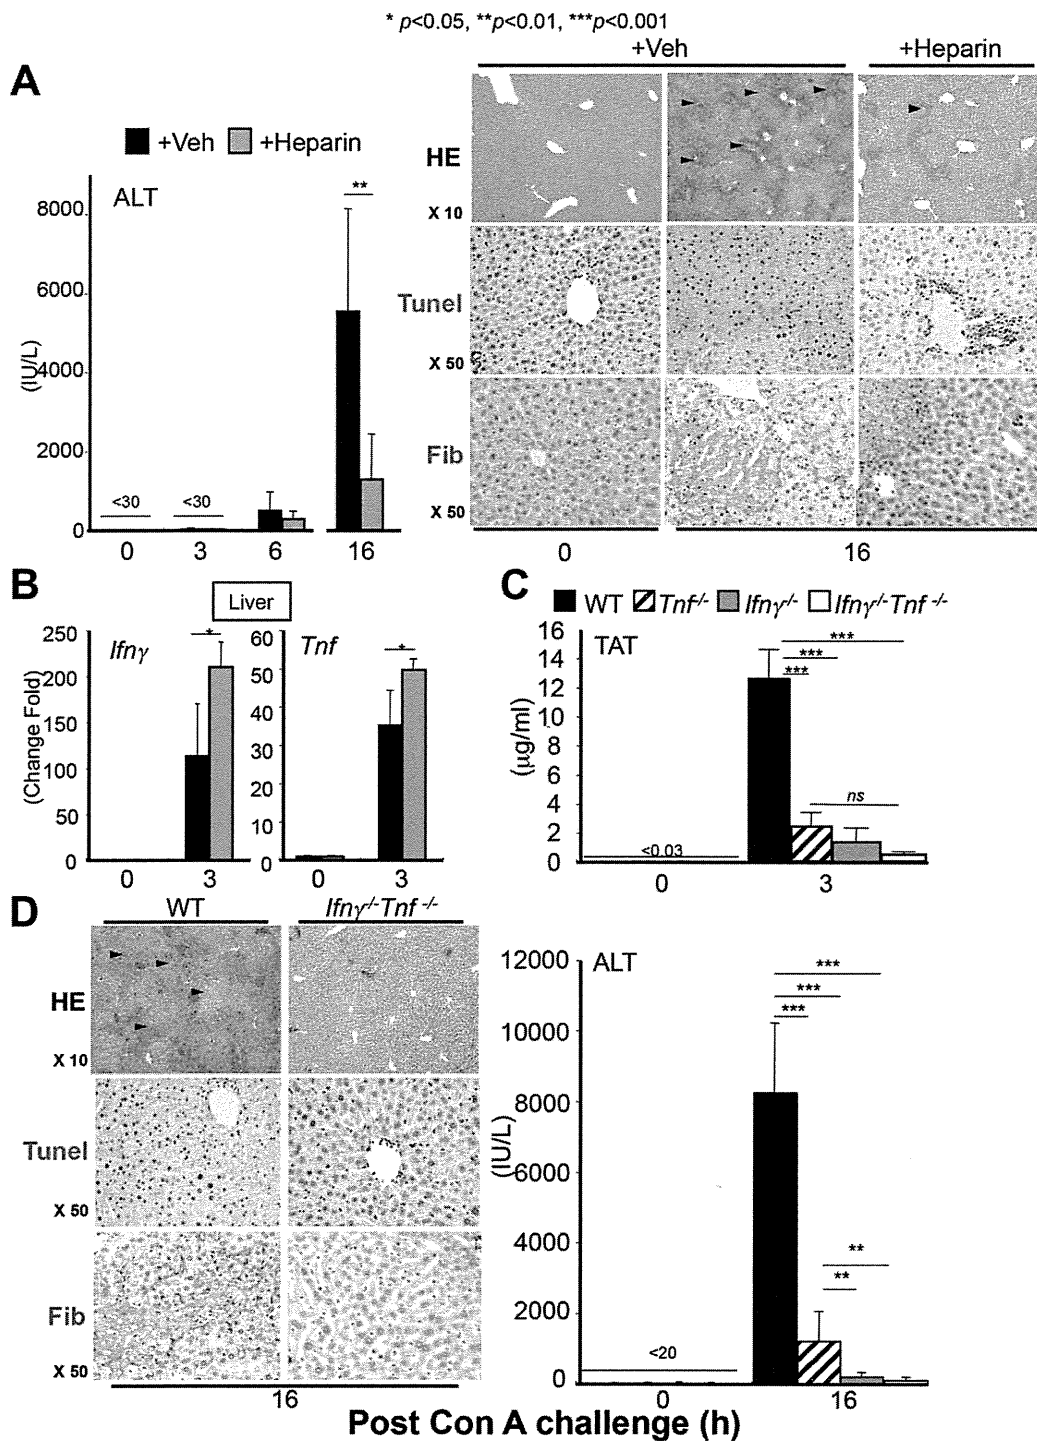 * p<0.05, **p<0.01, ***p<0.001
A
+Veh
+Heparin
+Veh +Heparin
ALT
(IU/L)
8000
6000
4000
2000
0
<30
<30
**
0 3 6 16
HE
X 10
Tunel
X 50
Fib
X 50
0 16
B
Liver
Ifnγ
(Change Fold)
250
200
150
100
50
0
*
0 3
Tnf
60
50
40
30
20
10
0
*
0 3
C
WT Tnf-/- Ifnγ-/- Ifnγ-/-Tnf -/-
TAT
(μg/ml)
16
14
12
10
8
6
4
2
0
***
***
***
ns
<0.03
0 3
D
WT Ifnγ-/-Tnf -/-
HE
X 10
Tunel
X 50
Fib
X 50
16
ALT
(IU/L)
12000
10000
8000
6000
4000
2000
0
***
***
***
**
**
<20
0 16
Post Con A challenge (h)